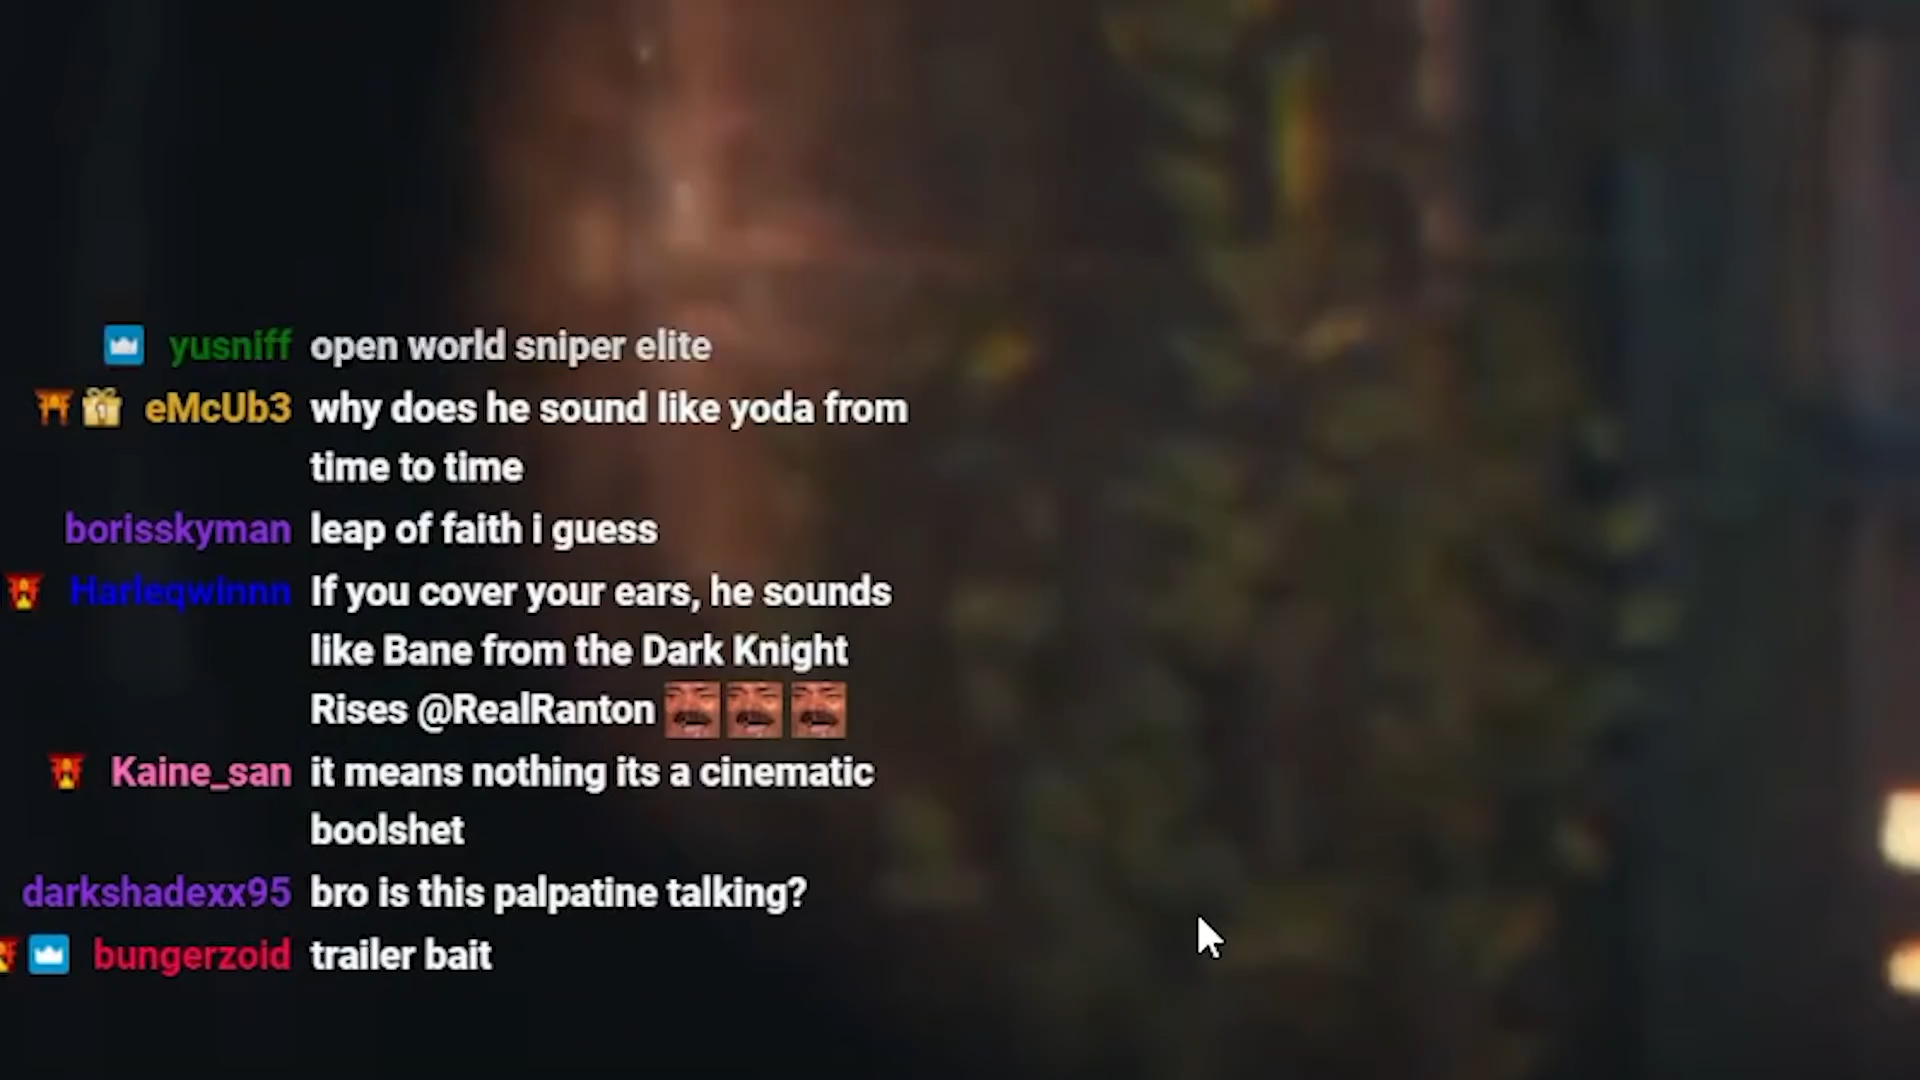 yusniff open world sniper elite
eMcUb3 why does he sound like yoda from
time to time
borisskyman leap of faith i guess
HarleqwInnn If you cover your ears, he sounds
like Bane from the Dark Knight
Rises @RealRanton
Kaine_san it means nothing its a cinematic
boolshet
darkshadexx95 bro is this palpatine talking?
bungerzoid trailer bait